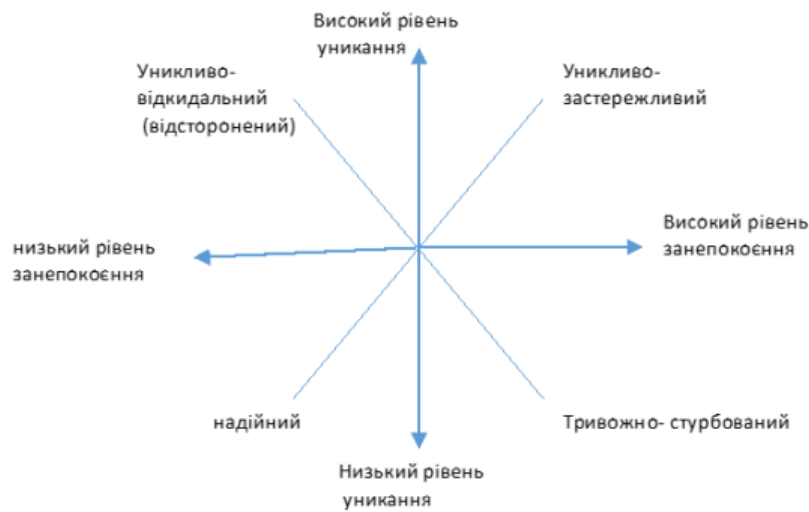 Високий рівень
уникання
Уникливо-
відкидальний
(відсторонений)
Уникливо-
застережливий
низький рівень
занепокоєння
Високий рівень
занепокоєння
надійний
Тривожно- стурбований
Низький рівень
уникання